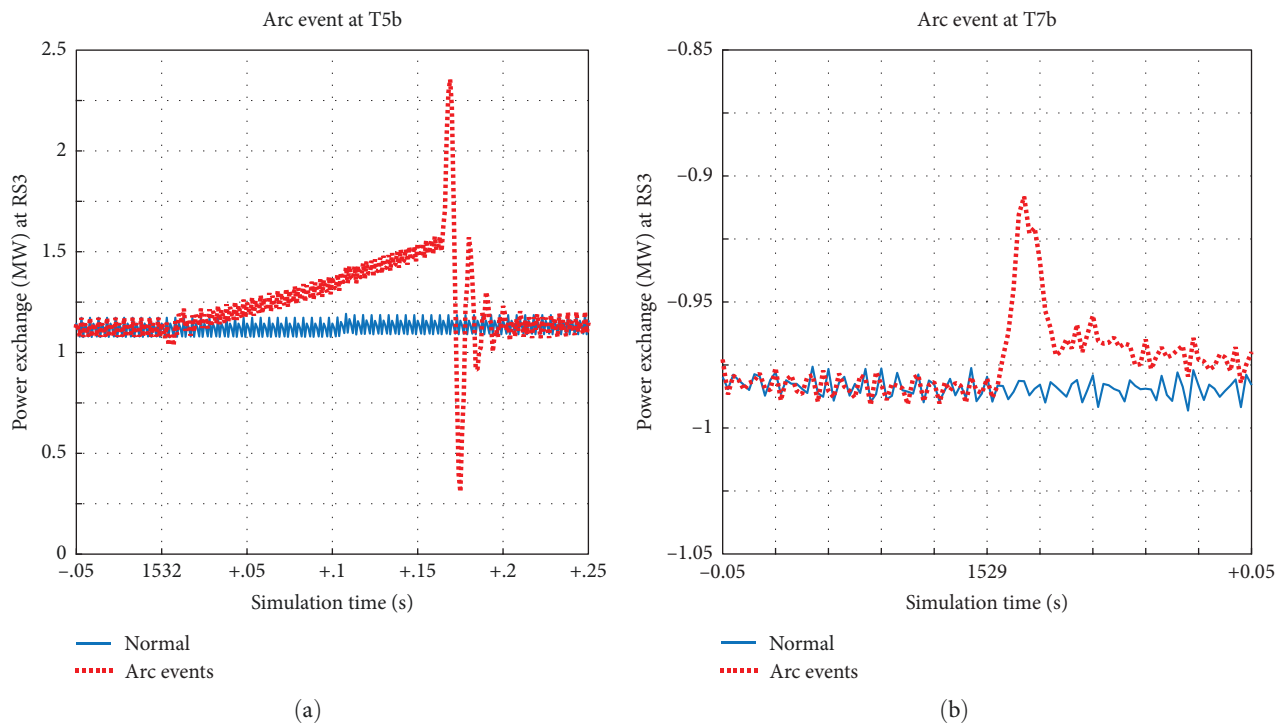 Arc event at T5b
Power exchange (MW) at RS3
2.5
2
1.5
1
0.5
0
–.05
1532
+.05
+.1
+.15
+.2
+.25
Simulation time (s)
Normal
Arc events
(a)
Arc event at T7b
Power exchange (MW) at RS3
–0.85
–0.9
–0.95
–1
–1.05
–0.05
1529
+0.05
Simulation time (s)
Normal
Arc events
(b)